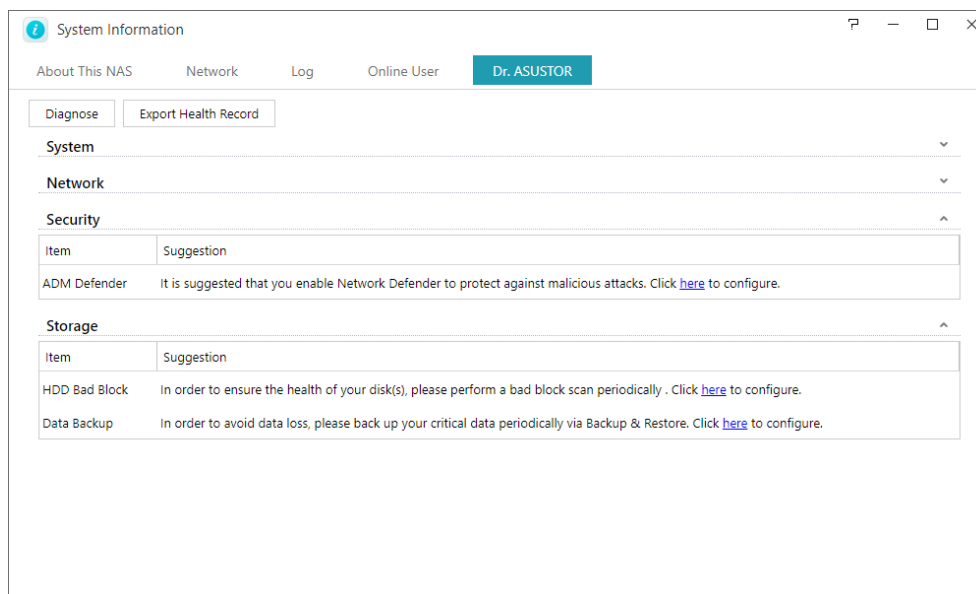 System Information
About This NAS Network Log Online User Dr. ASUSTOR
Diagnose Export Health Record
System
Network
Security
Item Suggestion
ADM Defender It is suggested that you enable Network Defender to protect against malicious attacks. Click here to configure.
Storage
Item Suggestion
HDD Bad Block In order to ensure the health of your disk(s), please perform a bad block scan periodically . Click here to configure.
Data Backup In order to avoid data loss, please back up your critical data periodically via Backup & Restore. Click here to configure.